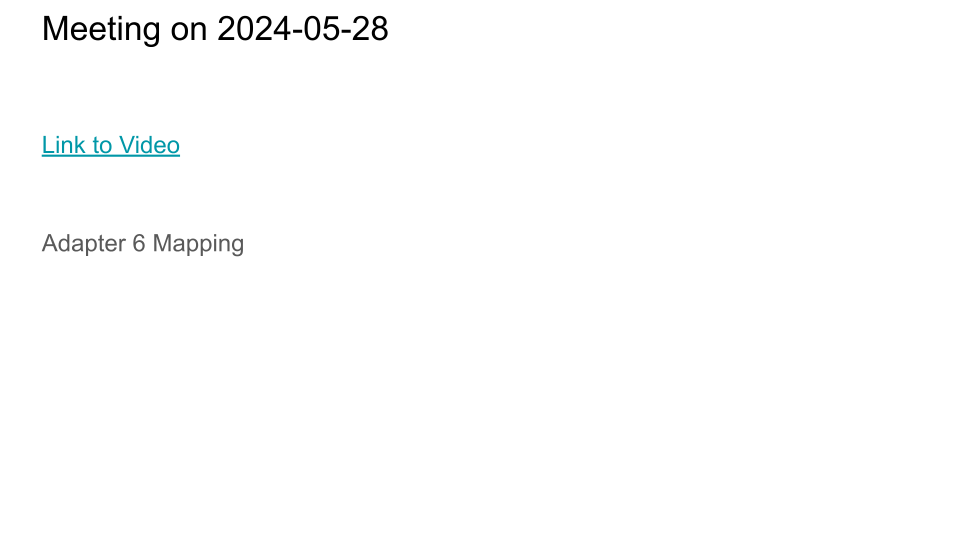 Meeting on 2024-05-28
Link to Video
Adapter 6 Mapping